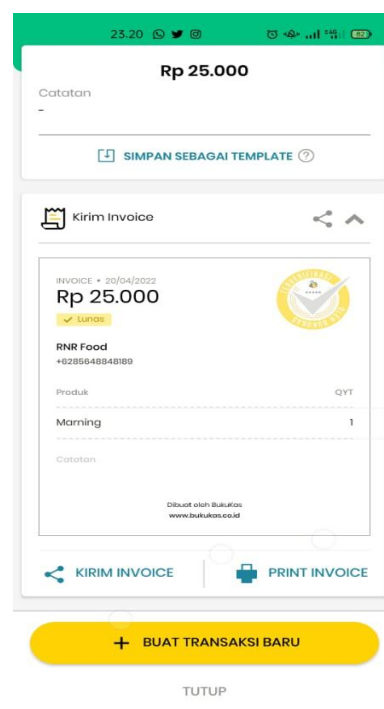 23.20
82
Rp 25.000
Catatan
-
SIMPAN SEBAGAI TEMPLATE ?
Kirim Invoice
INVOICE • 20/04/2022
Rp 25.000
Lunas
RNR Food
+6285648848189
Produk QYT
Marning 1
Catatan
Dibuat oleh BukuKas
www.bukukas.co.id
KIRIM INVOICE
PRINT INVOICE
+ BUAT TRANSAKSI BARU
TUTUP